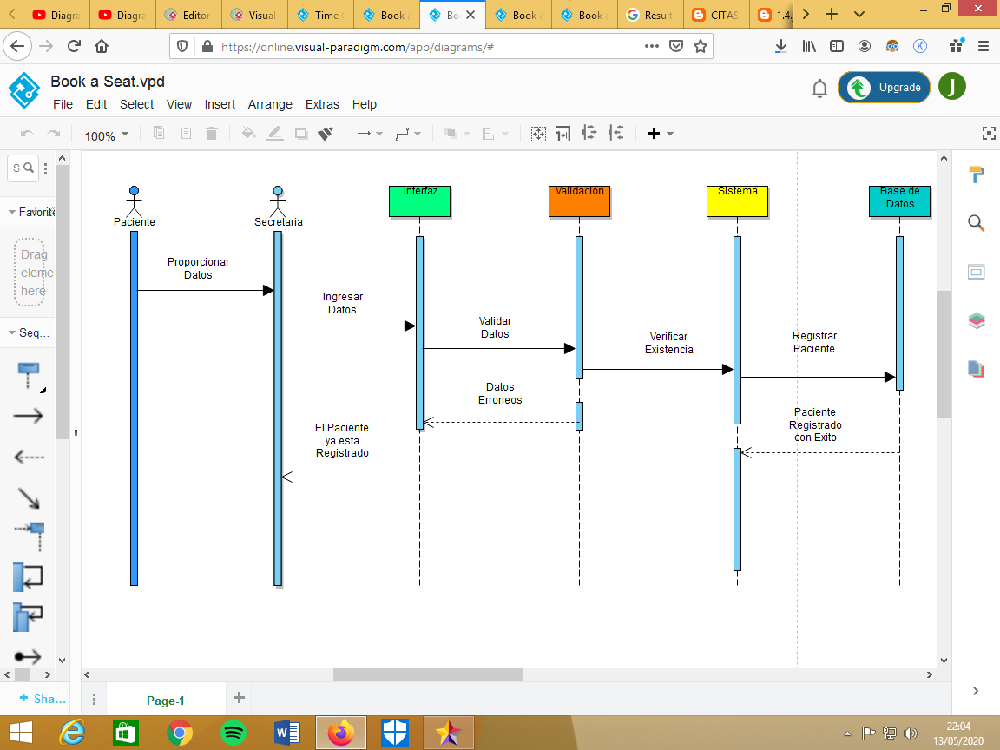 Diagra
Diagra
Editor
Visual
Time
Book a
Bo
Book a
Book a
Result
CITAS
1.4.
https://online.visual-paradigm.com/app/diagrams/#
Book a Seat.vpd
File Edit Select View Insert Arrange Extras Help
Upgrade
J
100%
S
Favorite
Drag
eleme
here
Seq...
Paciente
Secretaria
Interfaz
Validacion
Sistema
Base de
Datos
Proporcionar
Datos
Ingresar
Datos
Validar
Datos
Verificar
Existencia
Registrar
Paciente
Datos
Erroneos
El Paciente
ya esta
Registrado
Paciente
Registrado
con Exito
+ Sha...
Page-1
22:04
13/05/2020